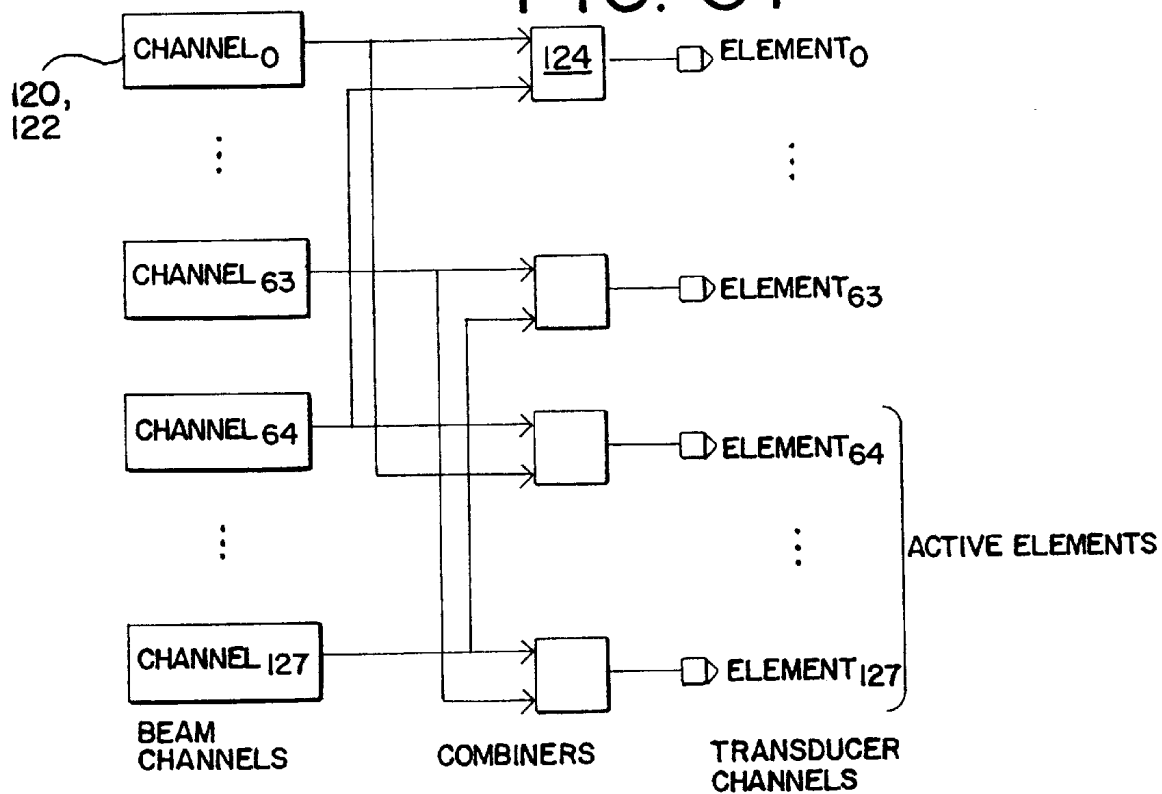 CHANNEL0
124
ELEMENT0
120,
122
CHANNEL63
ELEMENT63
CHANNEL64
ELEMENT64
ACTIVE ELEMENTS
CHANNEL127
ELEMENT127
BEAM
CHANNELS
COMBINERS
TRANSDUCER
CHANNELS